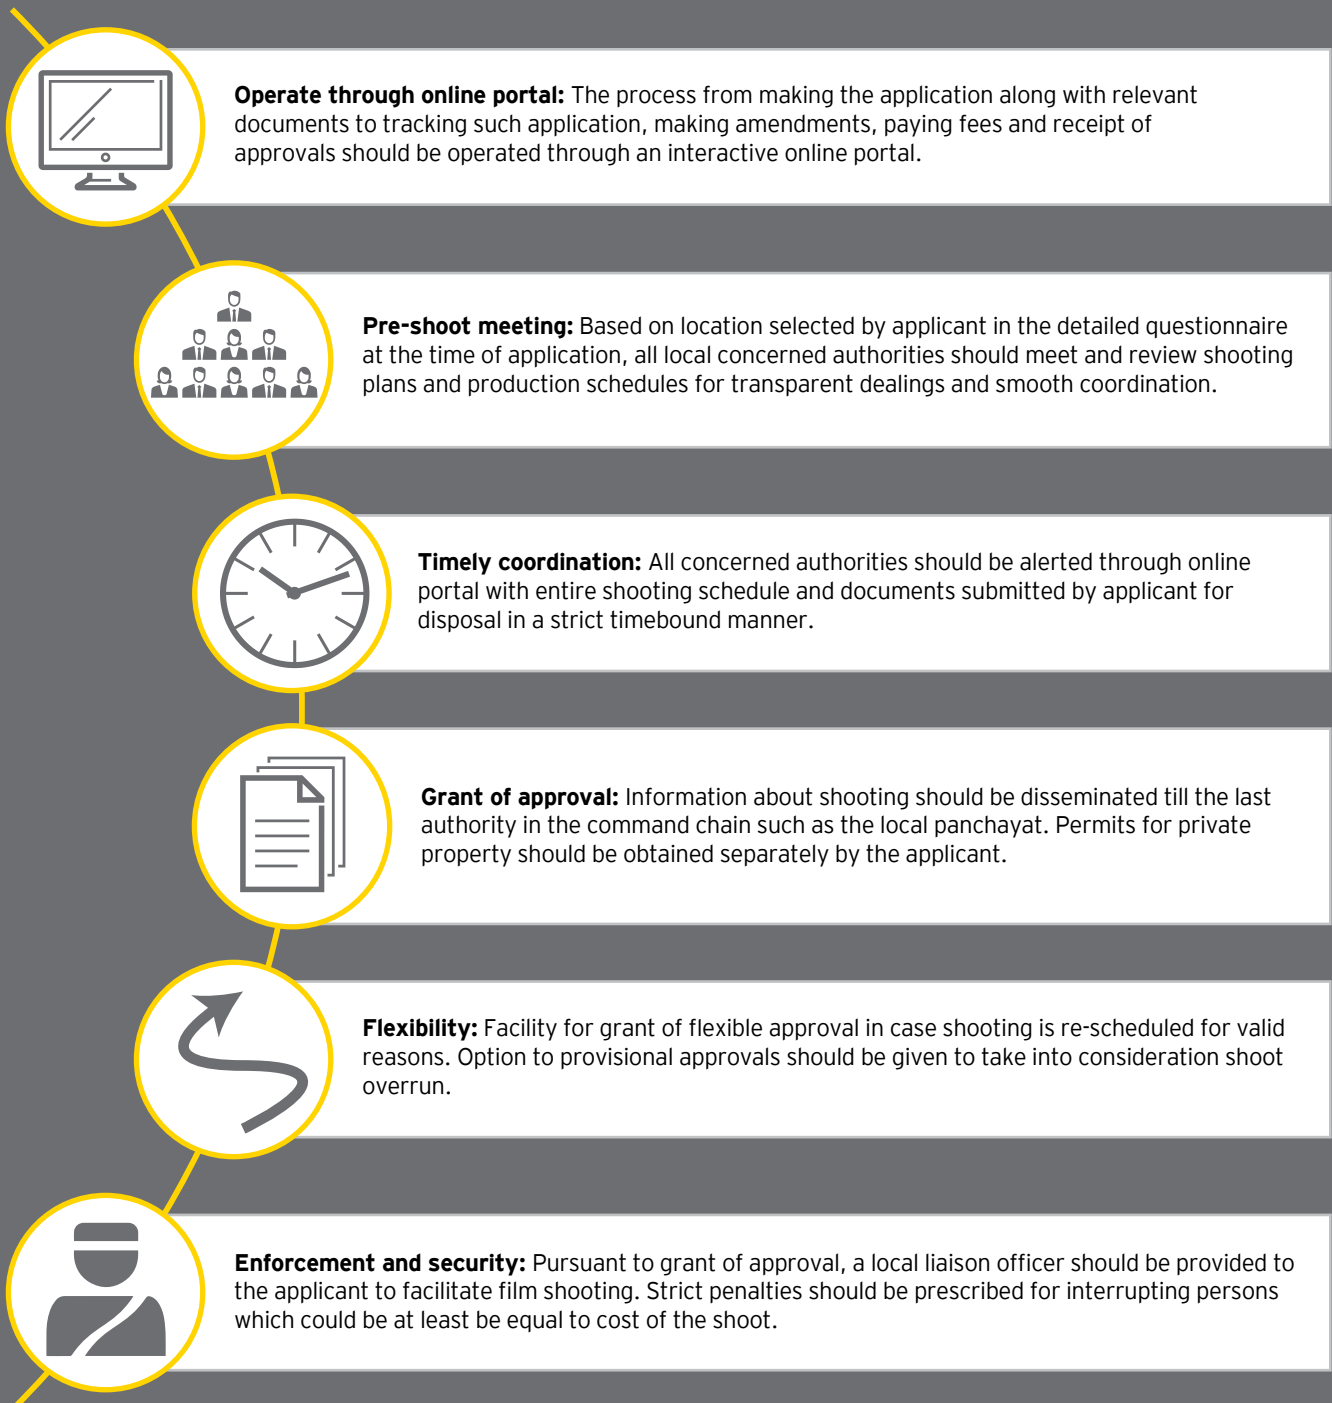 Operate through online portal: The process from making the application along with relevant
documents to tracking such application, making amendments, paying fees and receipt of
approvals should be operated through an interactive online portal.
Pre-shoot meeting: Based on location selected by applicant in the detailed questionnaire
at the time of application, all local concerned authorities should meet and review shooting
plans and production schedules for transparent dealings and smooth coordination.
Timely coordination: All concerned authorities should be alerted through online
portal with entire shooting schedule and documents submitted by applicant for
disposal in a strict timebound manner.
Grant of approval: Information about shooting should be disseminated till the last
authority in the command chain such as the local panchayat. Permits for private
property should be obtained separately by the applicant.
Flexibility: Facility for grant of flexible approval in case shooting is re-scheduled for valid
reasons. Option to provisional approvals should be given to take into consideration shoot
overrun.
Enforcement and security: Pursuant to grant of approval, a local liaison officer should be provided to
the applicant to facilitate film shooting. Strict penalties should be prescribed for interrupting persons
which could be at least be equal to cost of the shoot.